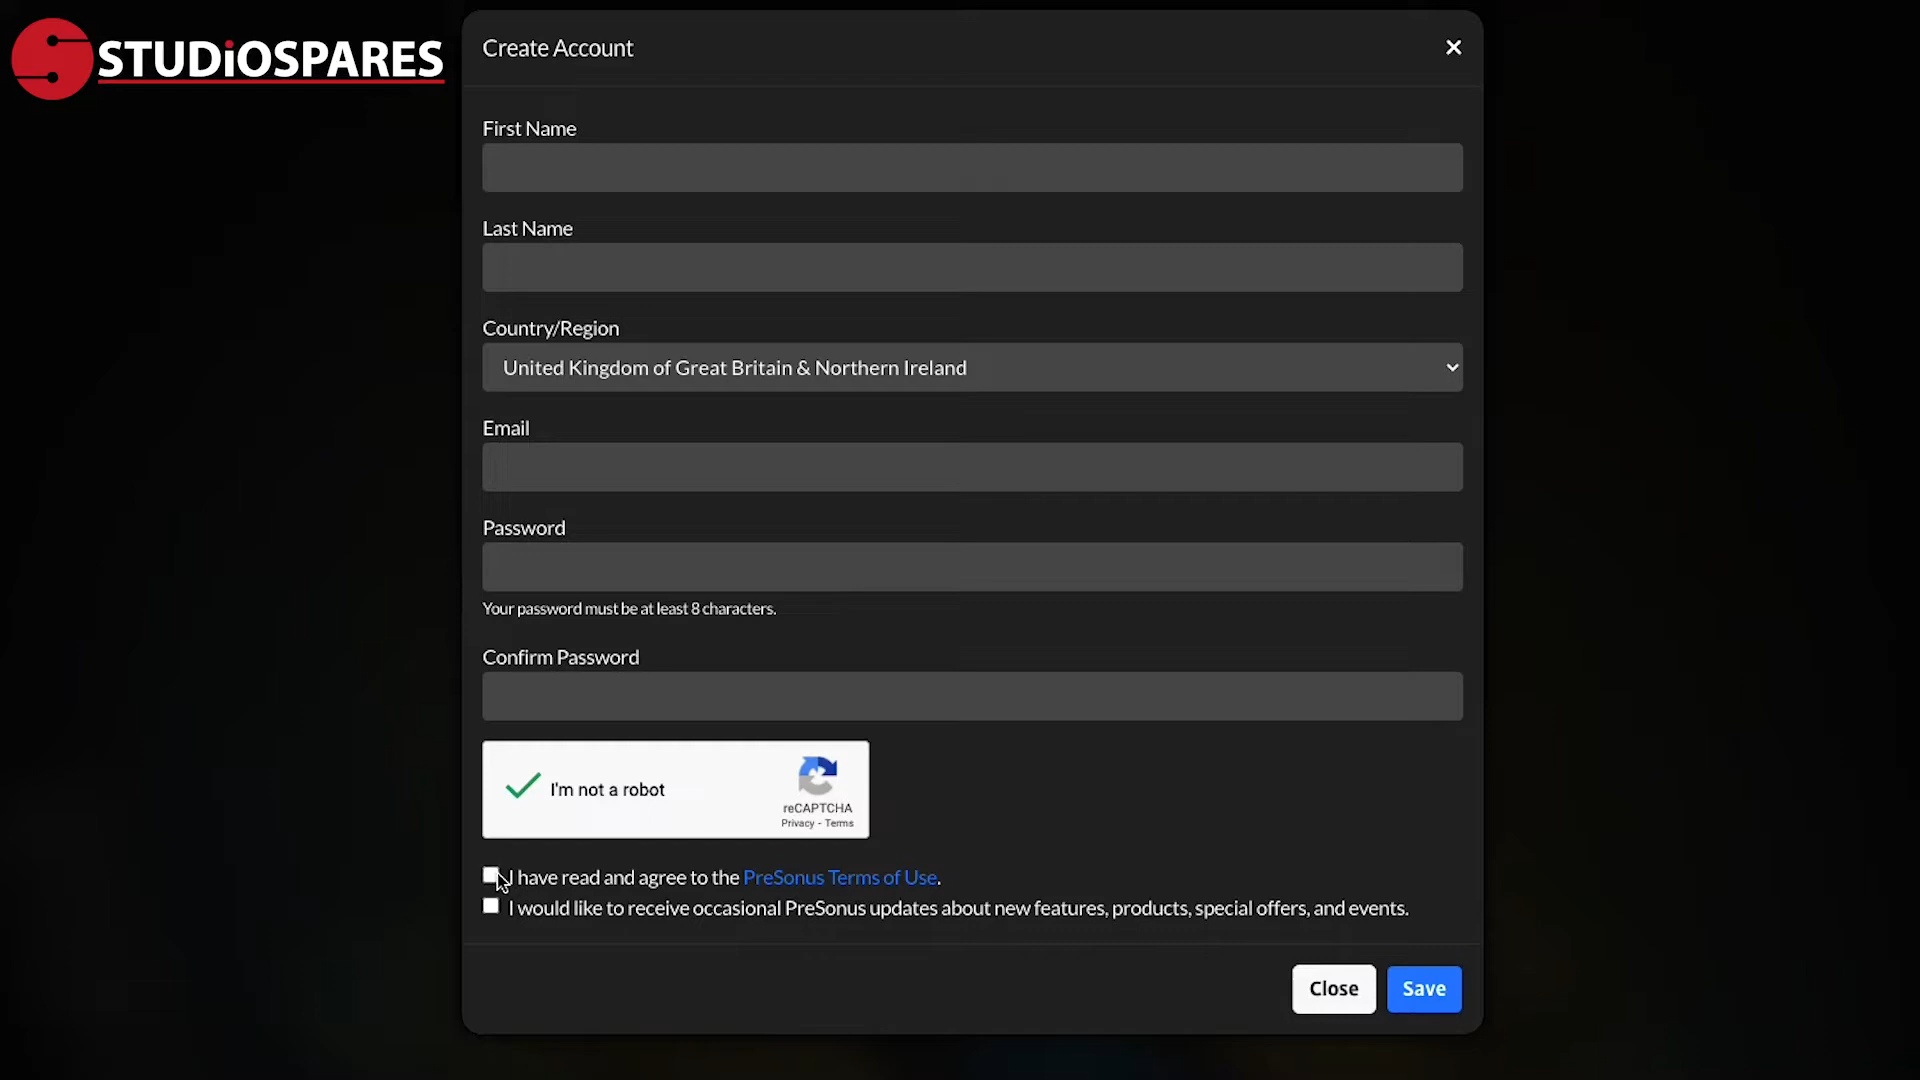 STUDiOSPARES
Create Account
First Name
Last Name
Country/Region
United Kingdom of Great Britain & Northern Ireland
Email
Password
Your password must be at least 8 characters.
Confirm Password
I'm not a robot
reCAPTCHA
Privacy - Terms
I have read and agree to the PreSonus Terms of Use.
I would like to receive occasional PreSonus updates about new features, products, special offers, and events.
Close
Save